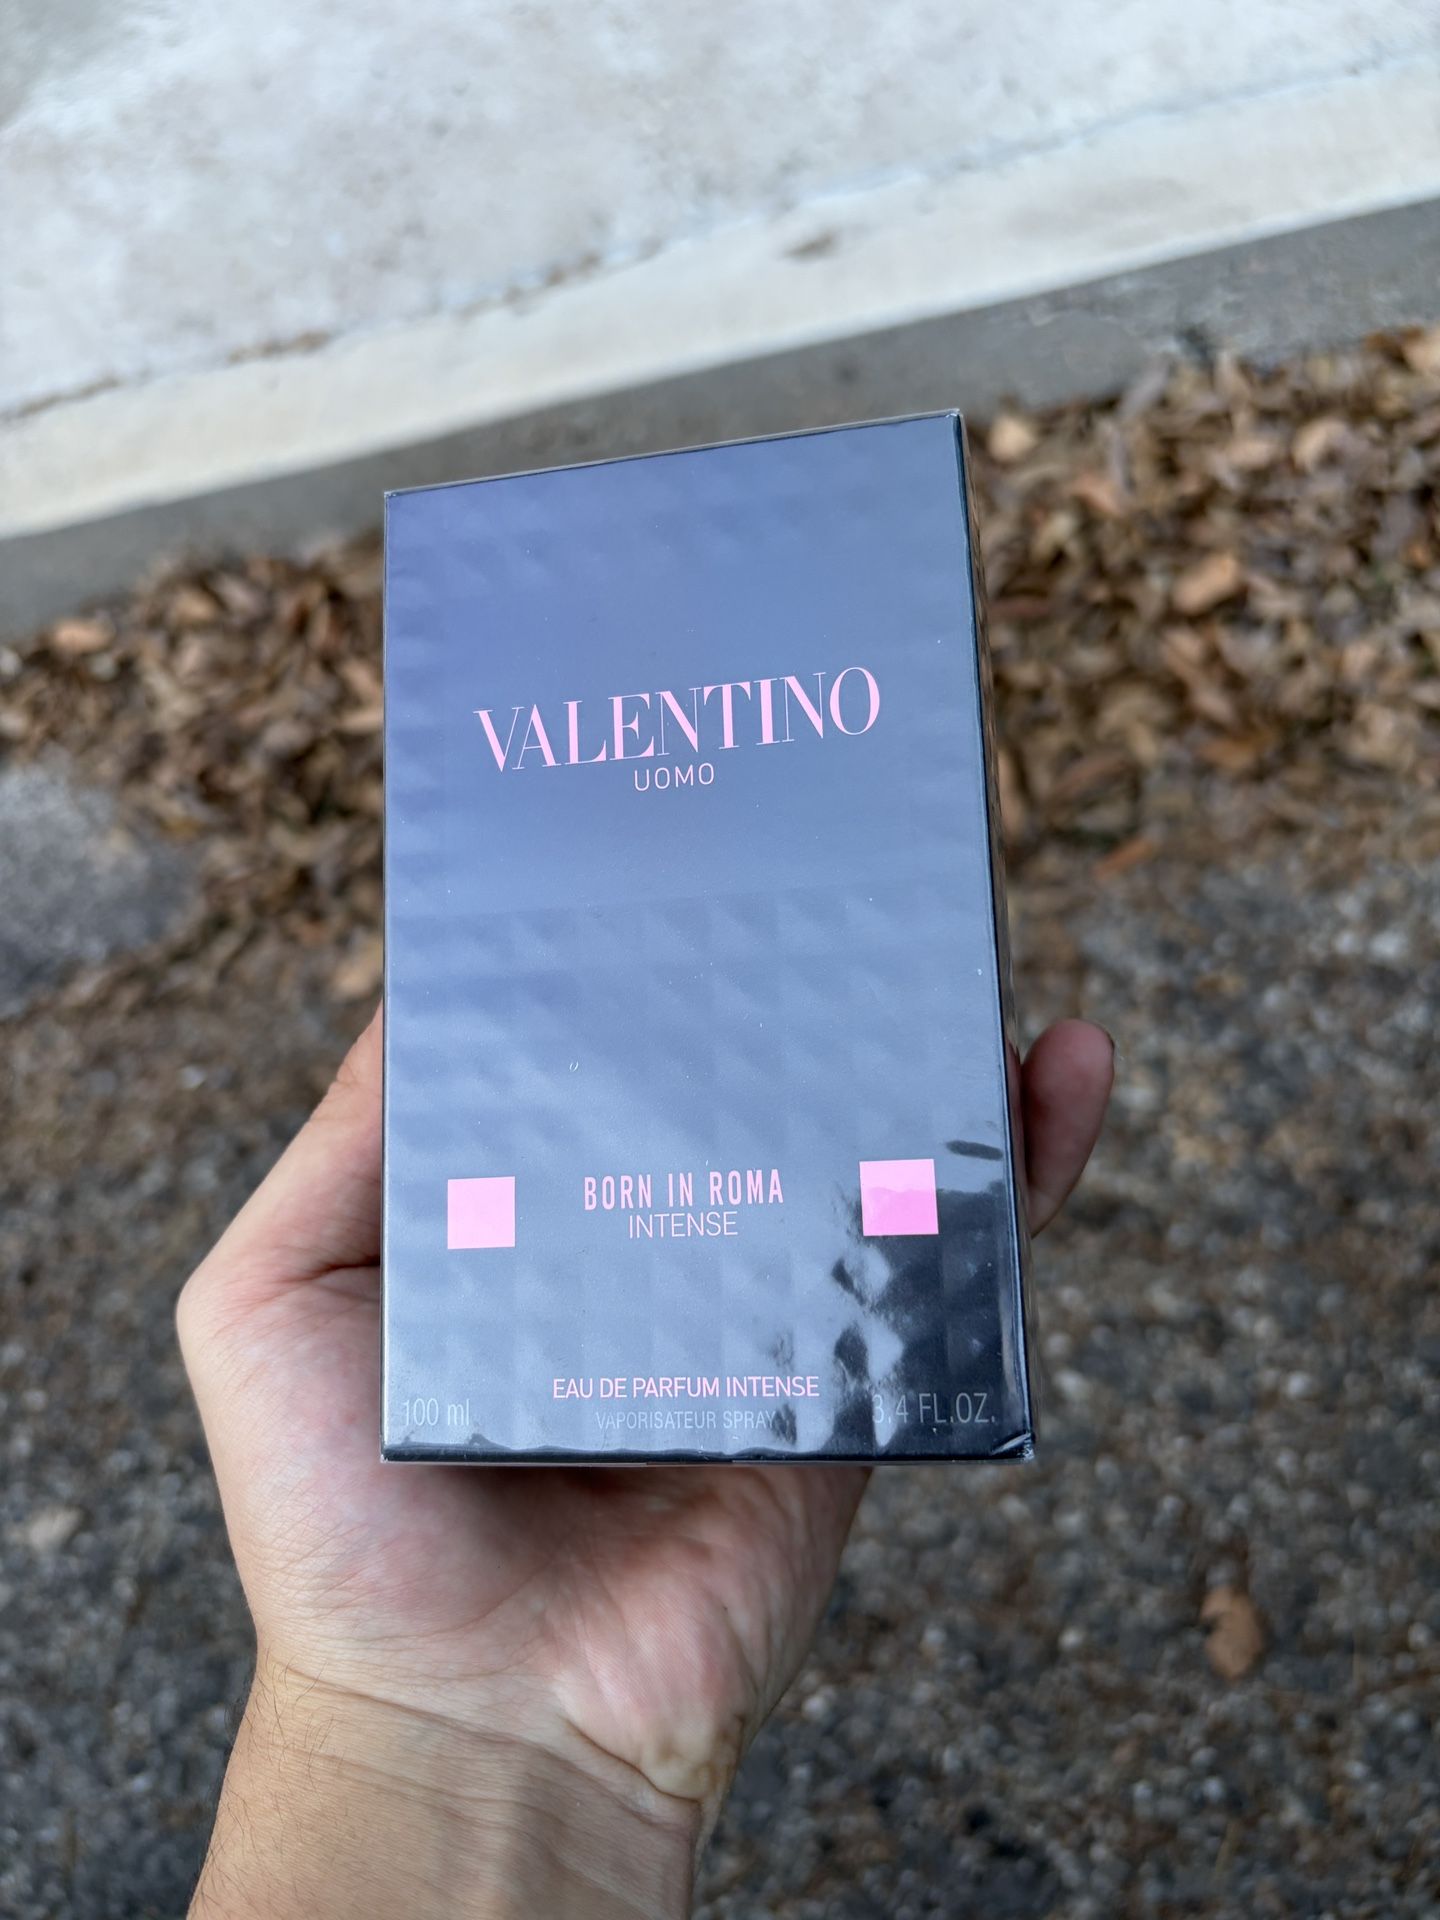 VALENTINO
UOMO
BORN IN ROMA
INTENSE
EAU DE PARFUM INTENSE
100 ml VAPORISATEUR SPRAY 3.4 FL.OZ.